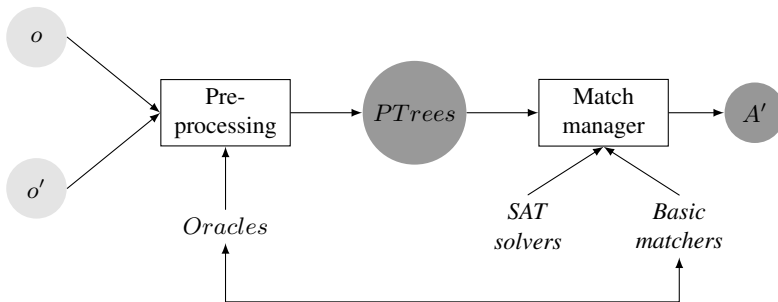 o
Pre-
processing
PTrees
Match
manager
A′
o′
Oracles
SAT
solvers
Basic
matchers